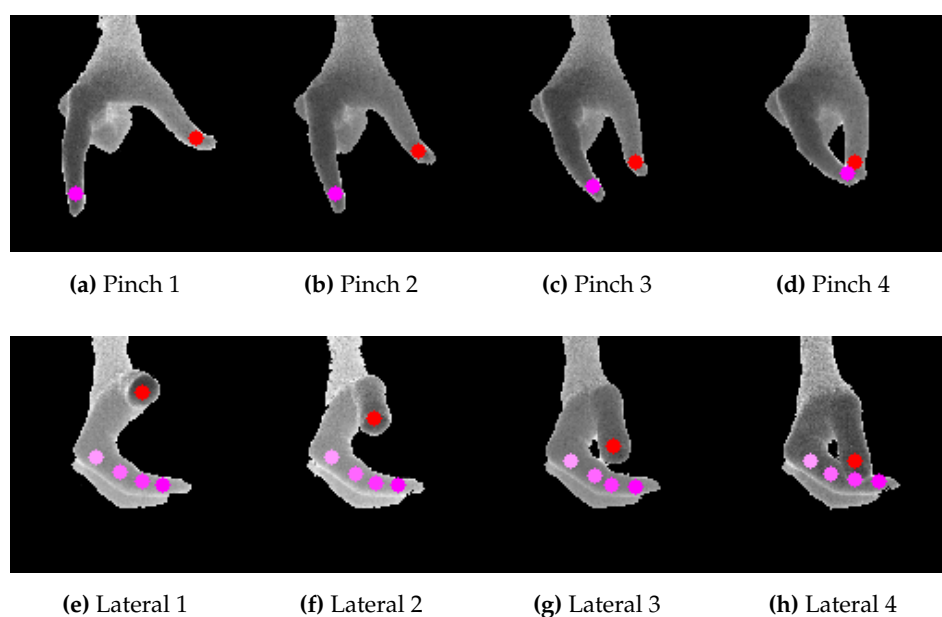 (a) Pinch 1 (b) Pinch 2 (c) Pinch 3 (d) Pinch 4
(e) Lateral 1 (f) Lateral 2 (g) Lateral 3 (h) Lateral 4